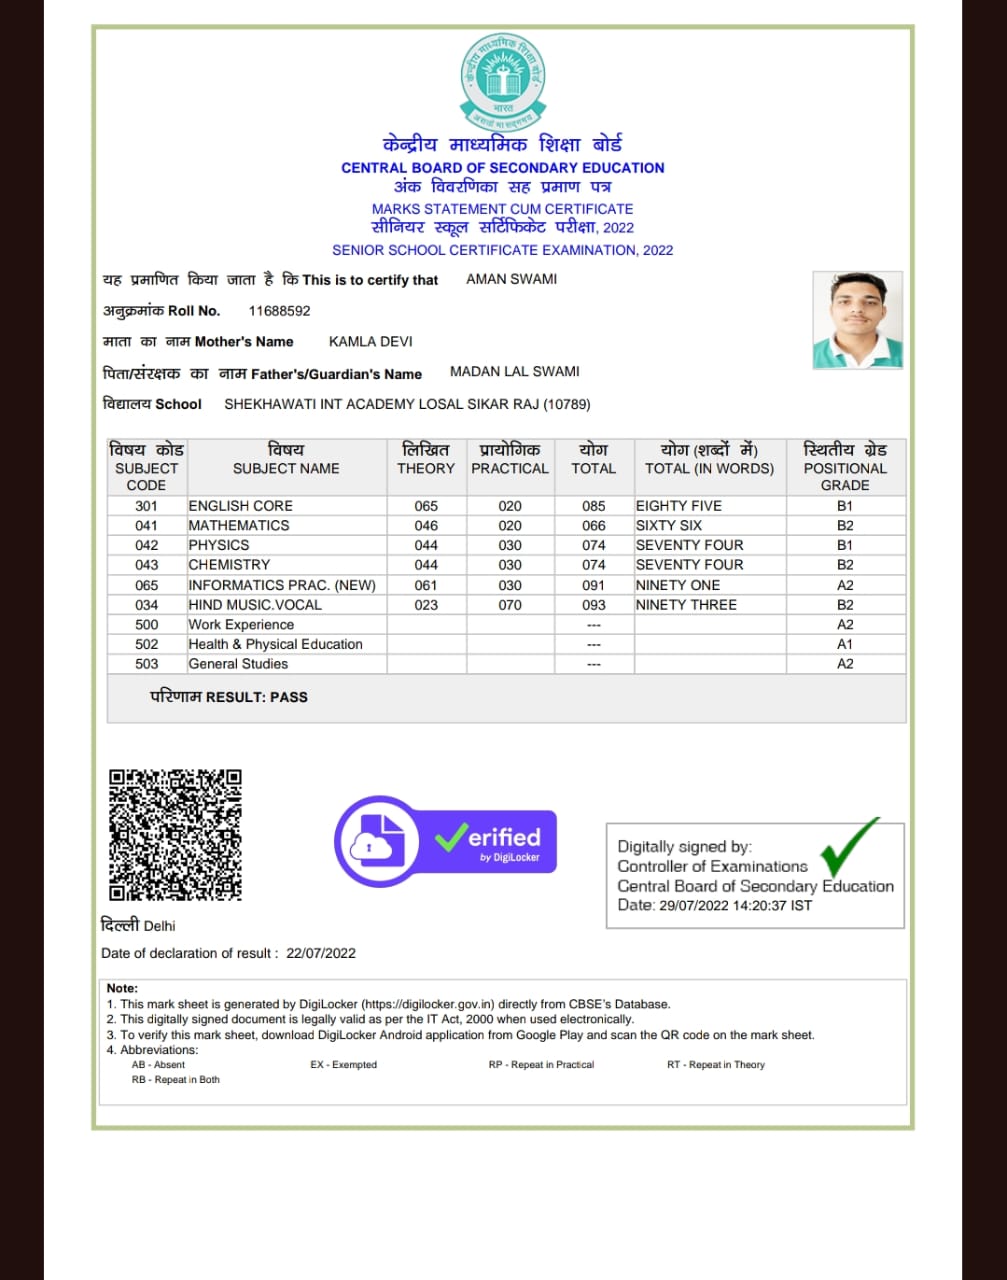 केन्द्रीय माध्यमिक शिक्षा बोर्ड
भारत
असतो मा सद्गमय
केन्द्रीय माध्यमिक शिक्षा बोर्ड
CENTRAL BOARD OF SECONDARY EDUCATION
अंक विवरणिका सह प्रमाण पत्र
MARKS STATEMENT CUM CERTIFICATE
सीनियर स्कूल सर्टिफिकेट परीक्षा, 2022
SENIOR SCHOOL CERTIFICATE EXAMINATION, 2022
यह प्रमाणित किया जाता है कि This is to certify that AMAN SWAMI
अनुक्रमांक Roll No. 11688592
माता का नाम Mother's Name KAMLA DEVI
पिता/संरक्षक का नाम Father's/Guardian's Name MADAN LAL SWAMI
विद्यालय School SHEKHAWATI INT ACADEMY LOSAL SIKAR RAJ (10789)
विषय कोड विषय लिखित प्रायोगिक योग योग (शब्दों में) स्थितीय ग्रेड
SUBJECT SUBJECT NAME THEORY PRACTICAL TOTAL TOTAL (IN WORDS) POSITIONAL
CODE GRADE
301 ENGLISH CORE 065 020 085 EIGHTY FIVE B1
041 MATHEMATICS 046 020 066 SIXTY SIX B2
042 PHYSICS 044 030 074 SEVENTY FOUR B1
043 CHEMISTRY 044 030 074 SEVENTY FOUR B2
065 INFORMATICS PRAC. (NEW) 061 030 091 NINETY ONE A2
034 HIND MUSIC.VOCAL 023 070 093 NINETY THREE B2
500 Work Experience --- A2
502 Health & Physical Education --- A1
503 General Studies --- A2
परिणाम RESULT: PASS
erified
by DigiLocker
Digitally signed by:
Controller of Examinations
Central Board of Secondary Education
Date: 29/07/2022 14:20:37 IST
दिल्ली Delhi
Date of declaration of result : 22/07/2022
Note:
1. This mark sheet is generated by DigiLocker (https://digilocker.gov.in) directly from CBSE's Database.
2. This digitally signed document is legally valid as per the IT Act, 2000 when used electronically.
3. To verify this mark sheet, download DigiLocker Android application from Google Play and scan the QR code on the mark sheet.
4. Abbreviations:
AB - Absent EX - Exempted RP - Repeat in Practical RT - Repeat in Theory
RB - Repeat in Both